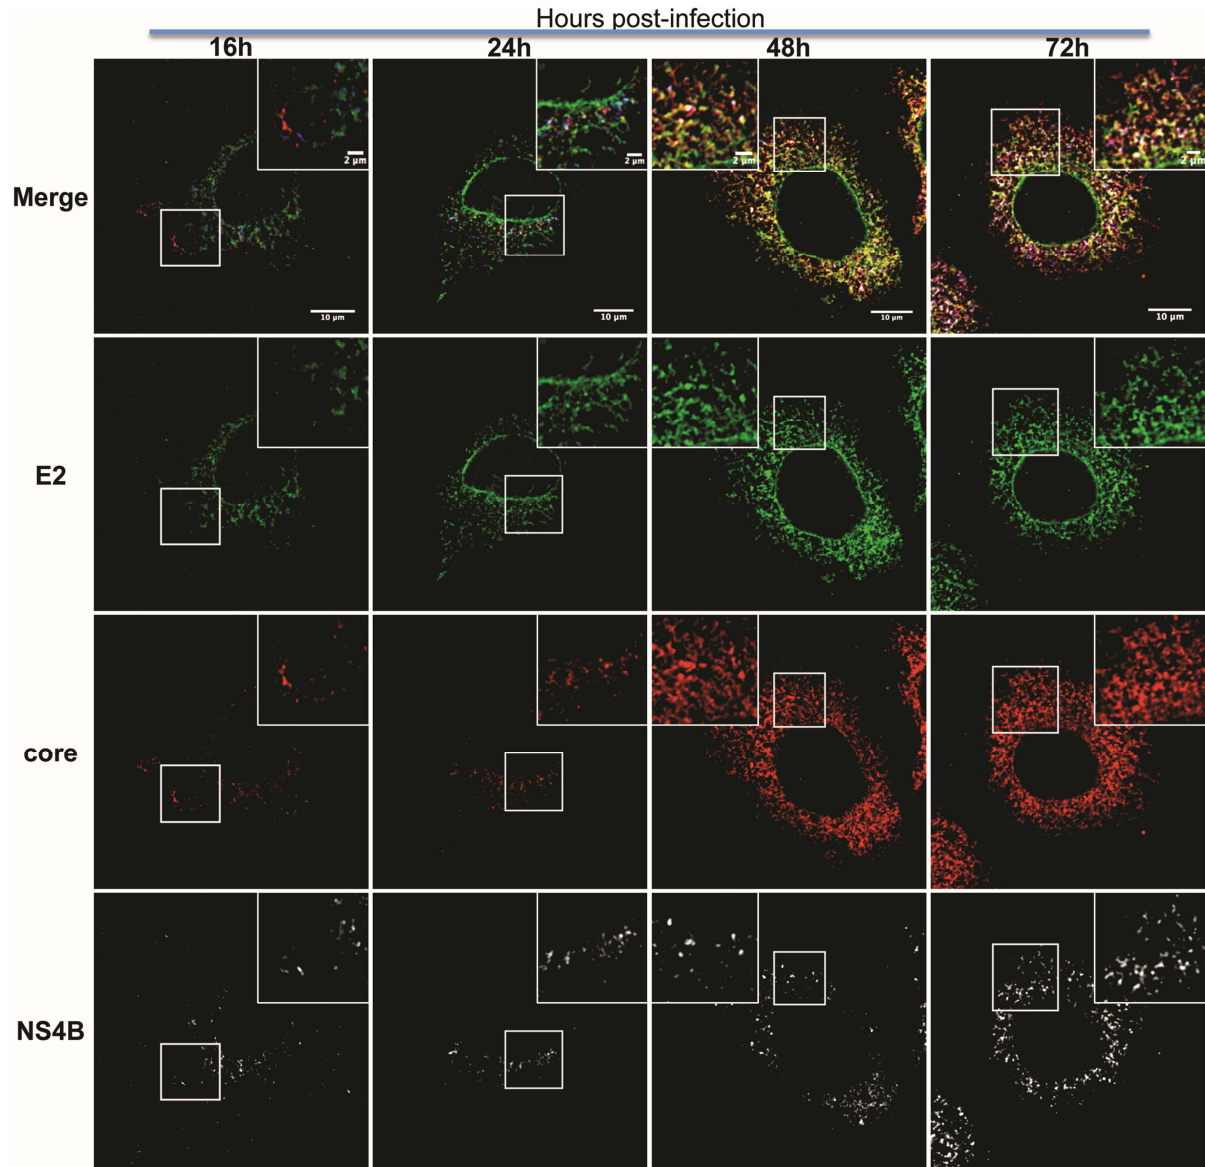 Hours post-infection
16h 24h 48h 72h
2 µm 2 µm 2 µm 2 µm
Merge
10 µm 10 µm 10 µm 10 µm
E2
core
NS4B